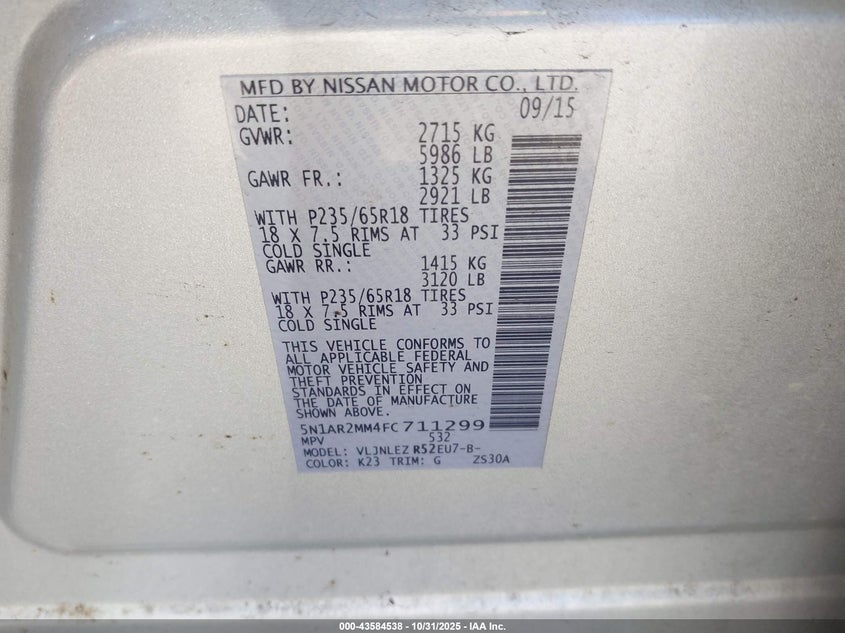 MFD BY NISSAN MOTOR CO., LTD.
DATE: 09/15
GVWR: 2715 KG
5986 LB
GAWR FR.: 1325 KG
2921 LB
WITH P235/65R18 TIRES
18 X 7.5 RIMS AT 33 PSI
COLD SINGLE
GAWR RR.: 1415 KG
3120 LB
WITH P235/65R18 TIRES
18 X 7.5 RIMS AT 33 PSI
COLD SINGLE
THIS VEHICLE CONFORMS TO
ALL APPLICABLE FEDERAL
MOTOR VEHICLE SAFETY AND
THEFT PREVENTION
STANDARDS IN EFFECT ON
THE DATE OF MANUFACTURE
SHOWN ABOVE.
5N1AR2MM4FC711299
MPV 532
MODEL: VLJNLEZ R52EU7-B-
COLOR: K23 TRIM: G ZS30A
000-43584538 - 10/31/2025 - IAA Inc.